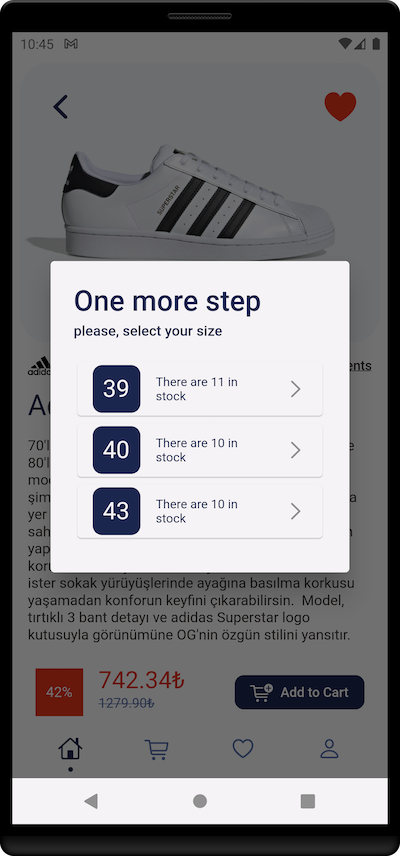 10:45
SUPERSTAR
One more step
please, select your size
39
There are 11 in
stock
40
There are 10 in
stock
43
There are 10 in
stock
adidas
ents
70'l
80'l
şim
yer
sah
yap
ister sokak yürüyüşlerinde ayağına basılma korkusu
yaşamadan konforun keyfini çıkarabilirsin. Model,
tırtıklı 3 bant detayı ve adidas Superstar logo
kutusuyla görünümüne OG'nin özgün stilini yansıtır.
42%
742.34₺
1279.90₺
Add to Cart